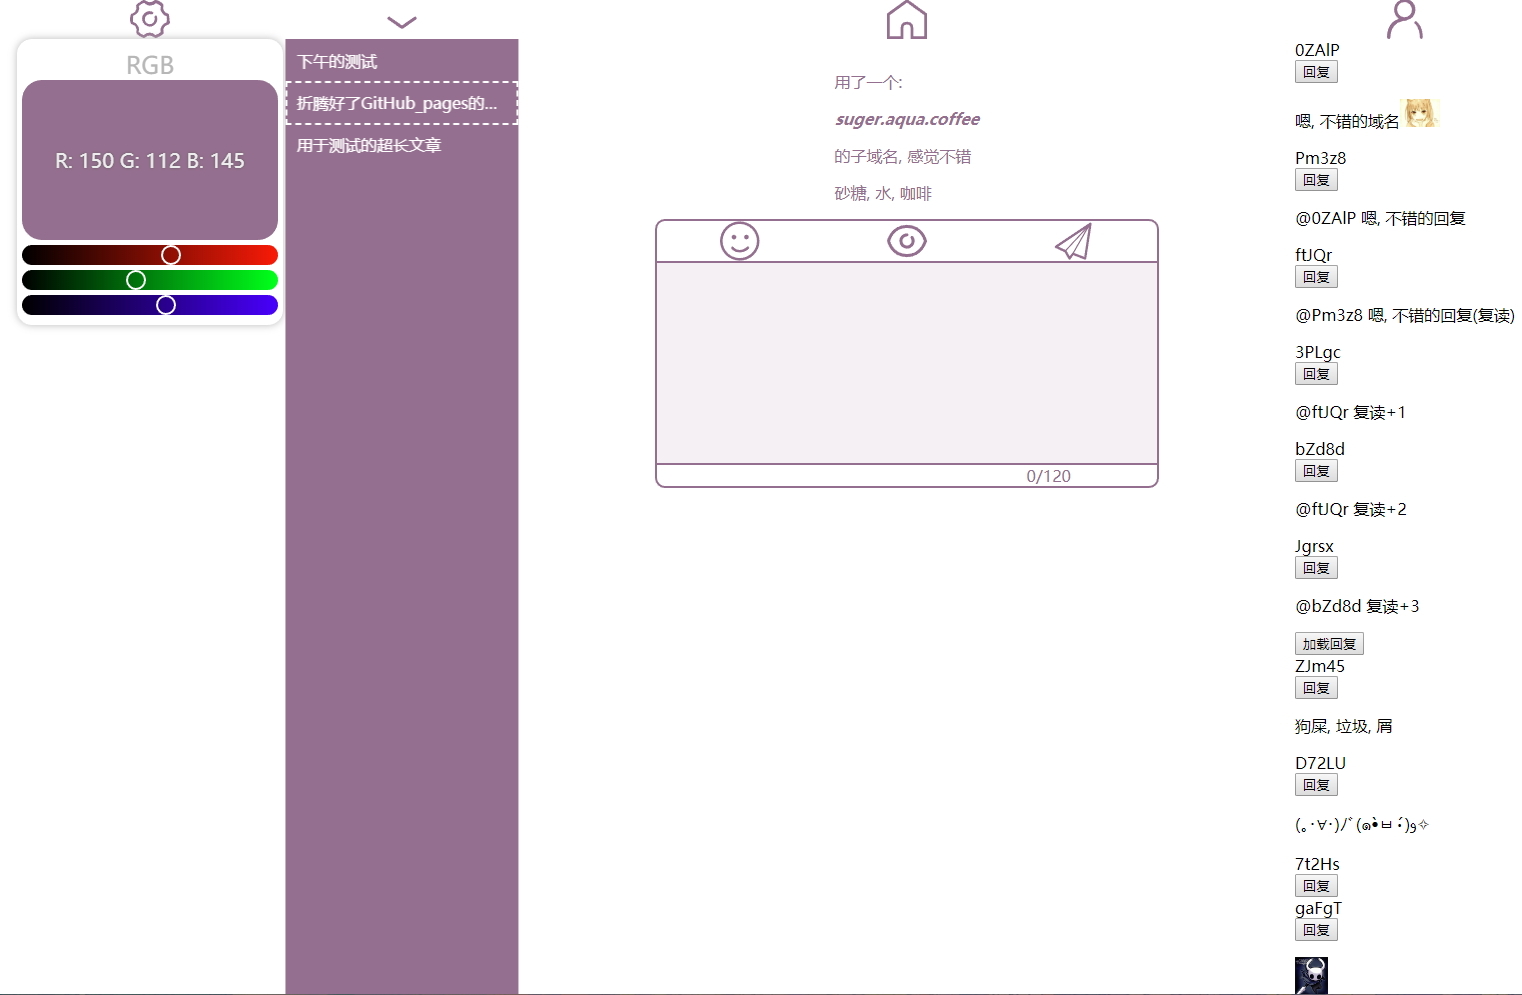 RGB
R: 150 G: 112 B: 145
下午的测试
折腾好了GitHub_pages的...
用于测试的超长文章
用了一个:
suger.aqua.coffee
的子域名, 感觉不错
砂糖, 水, 咖啡
0/120
0ZAlP
回复
嗯, 不错的域名
Pm3z8
回复
@0ZAlP 嗯, 不错的回复
ftJQr
回复
@Pm3z8 嗯, 不错的回复(复读)
3PLgc
回复
@ftJQr 复读+1
bZd8d
回复
@ftJQr 复读+2
Jgrsx
回复
@bZd8d 复读+3
加载回复
ZJm45
回复
狗屎, 垃圾, 屑
D72LU
回复
(｡･∀･)ﾉﾞ(๑•̀ㅂ•́)و✧
7t2Hs
回复
gaFgT
回复